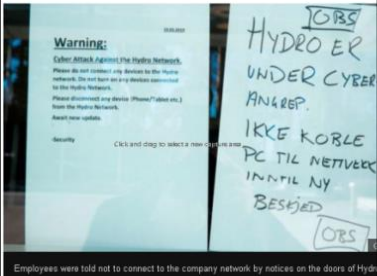 Warning:
Cyber Attack Against the Hydro Network.
Please do not connect any devices to the Hydro
network. Do not turn on any devices connected
to the Hydro Network.
Please disconnect any device (Phone/Tablet etc.)
from the Hydro Network.
Await new update.
-Security
OBS
HYDRO ER
UNDER CYBER
ANGREP.
IKKE KOBLE
PC TIL NETTVERK
INNTIL NY
BESKJED
OBS
Click and drag to select a new capture area
Employees were told not to connect to the company network by notices on the doors of Hydr